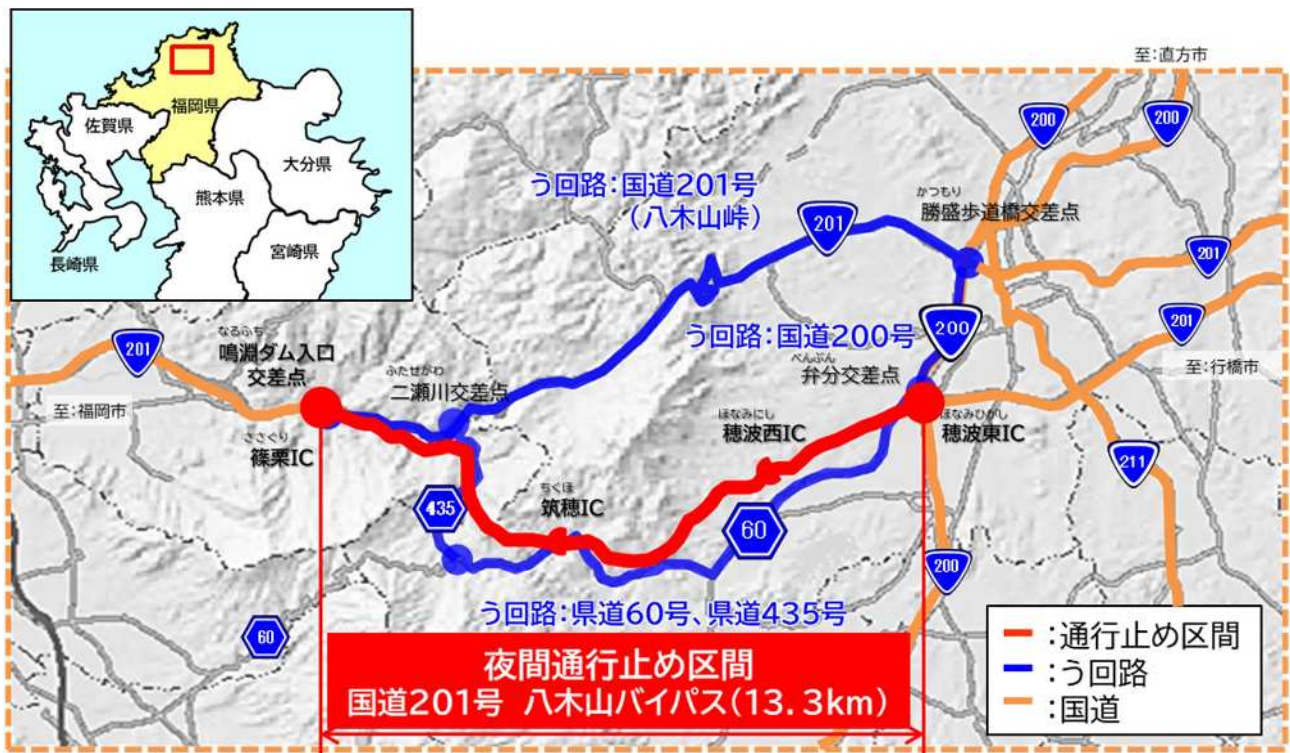 福岡県
佐賀県
大分県
熊本県
長崎県
宮崎県
至:直方市
200
200
う回路:国道201号
(八木山峠)
201
かつもり
勝盛歩道橋交差点
201
201
なるふち
鳴淵ダム入口
交差点
201
至:福岡市
ささぐり
篠栗IC
ふたせがわ
二瀬川交差点
う回路:国道200号
200
べんぶん
弁分交差点
至:行橋市
ほなみにし
穂波西IC
ほなみひがし
穂波東IC
ちくほ
筑穂IC
435
60
211
200
60
う回路:県道60号、県道435号
夜間通行止め区間
国道201号 八木山バイパス(13.3km)
:通行止め区間
:う回路
:国道